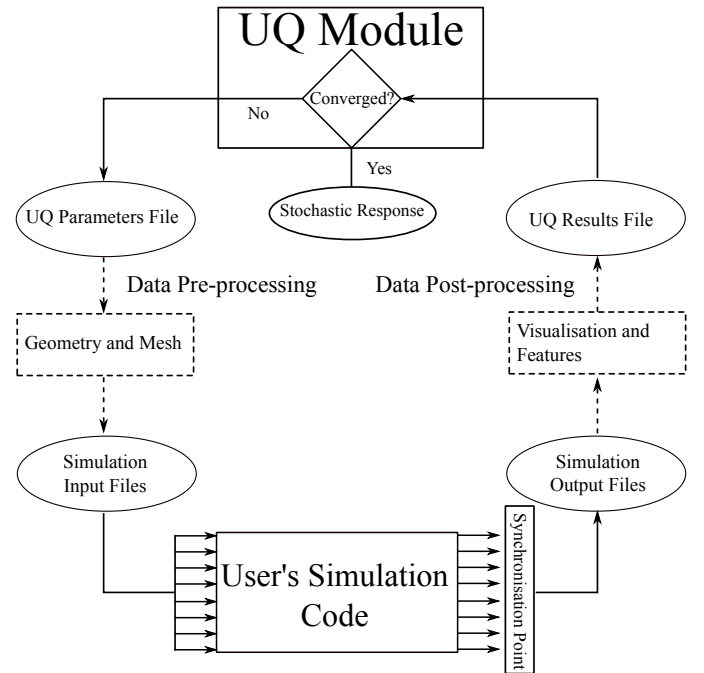 UQ Module
Converged?
No
Yes
UQ Parameters File
Stochastic Response
UQ Results File
Data Pre-processing
Data Post-processing
Geometry and Mesh
Visualisation and
Features
Simulation
Input Files
Simulation
Output Files
User's Simulation
Code
Synchronisation Point